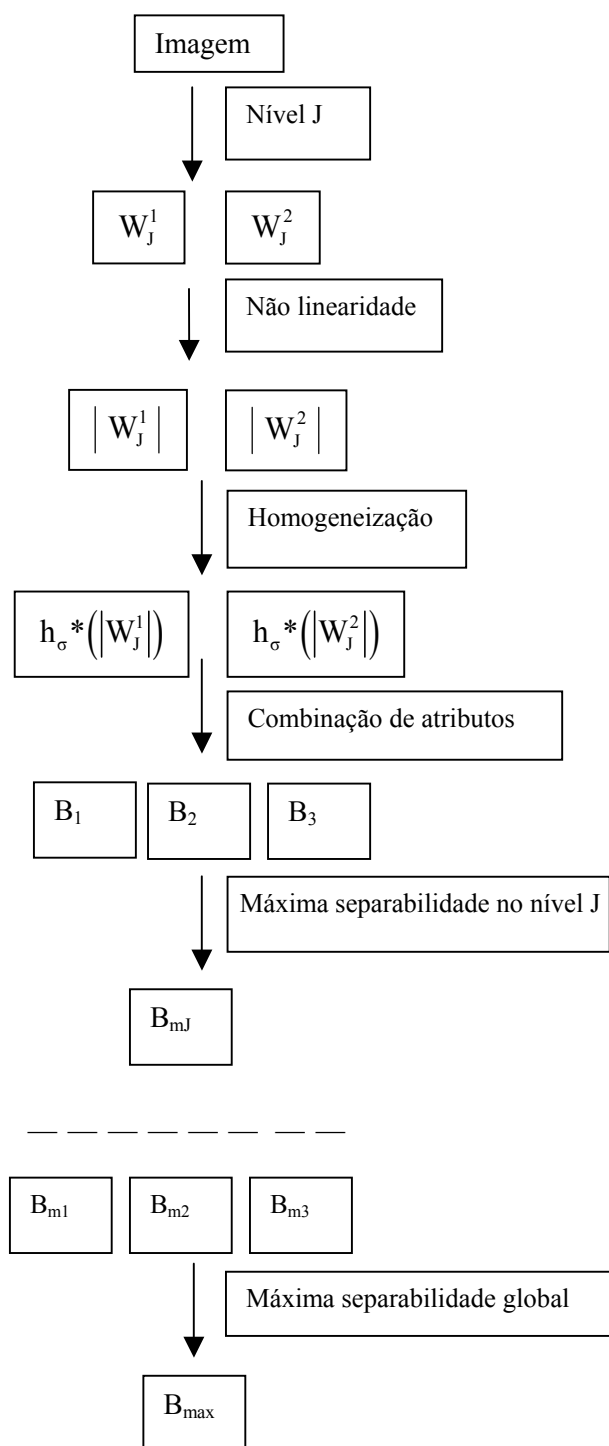 Imagem
Nível J
W_J^1 W_J^2
Não linearidade
| W_J^1 | | W_J^2 |
Homogeneização
h_σ*(|W_J^1|) h_σ*(|W_J^2|)
Combinação de atributos
B_1 B_2 B_3
Máxima separabilidade no nível J
B_mJ
B_m1 B_m2 B_m3
Máxima separabilidade global
B_max